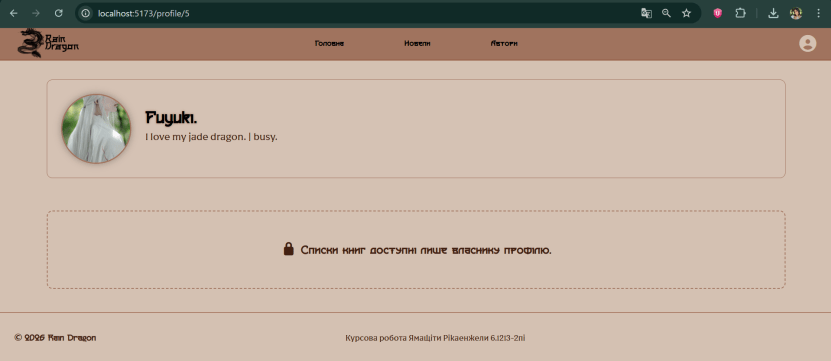 localhost:5173/profile/5
Rain
Dragon
Головне
Новели
Автори
Fuyuki.
I love my jade dragon. | busy.
Списки книг доступні лише власнику профілю.
© 2026 Rain Dragon
Курсова робота Ямащіти Рікаенжели 6.1213-2пі